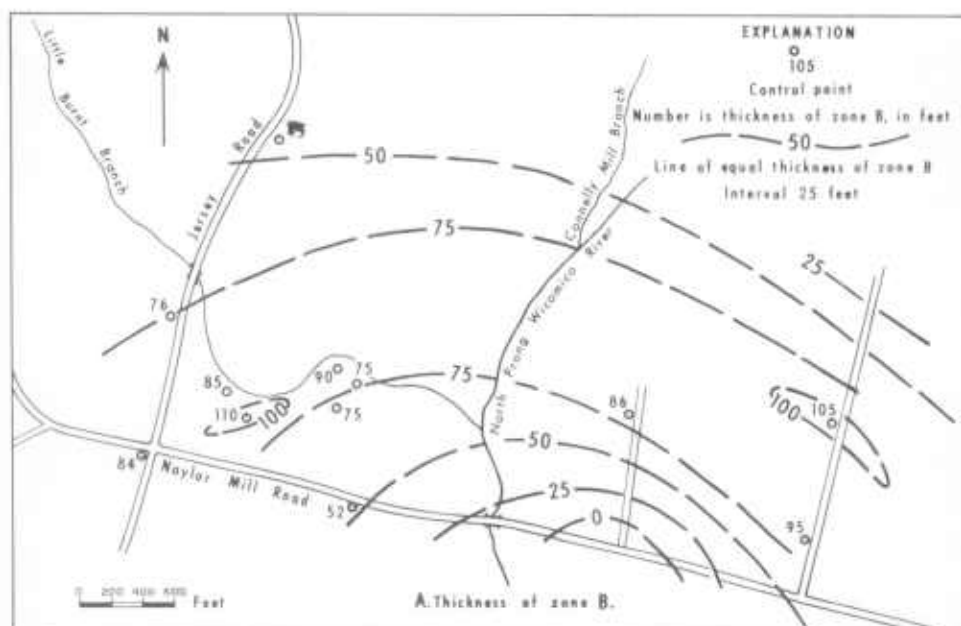 EXPLANATION
105
Control point
Number is thickness of zone B, in feet
50
Line of equal thickness of zone B
Interval 25 feet
N
Little Burnt Branch
Jersey Road
Connelly Mill Branch
North Prong Wicomico River
50
75
25
76
85
90
75
75
75
110
100
86
105
100
84
Naylor Mill Road
50
52
25
0
95
0 200 400 600
Feet
A. Thickness of zone B.